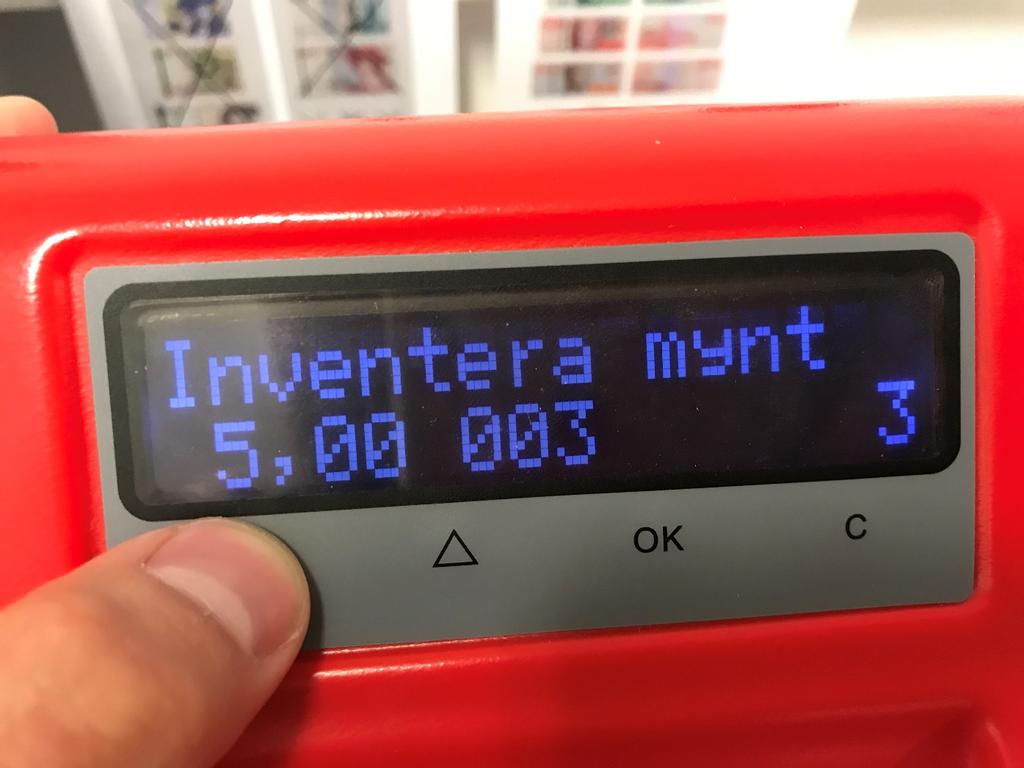 Inventera mynt
5,00 003 3
△ OK C